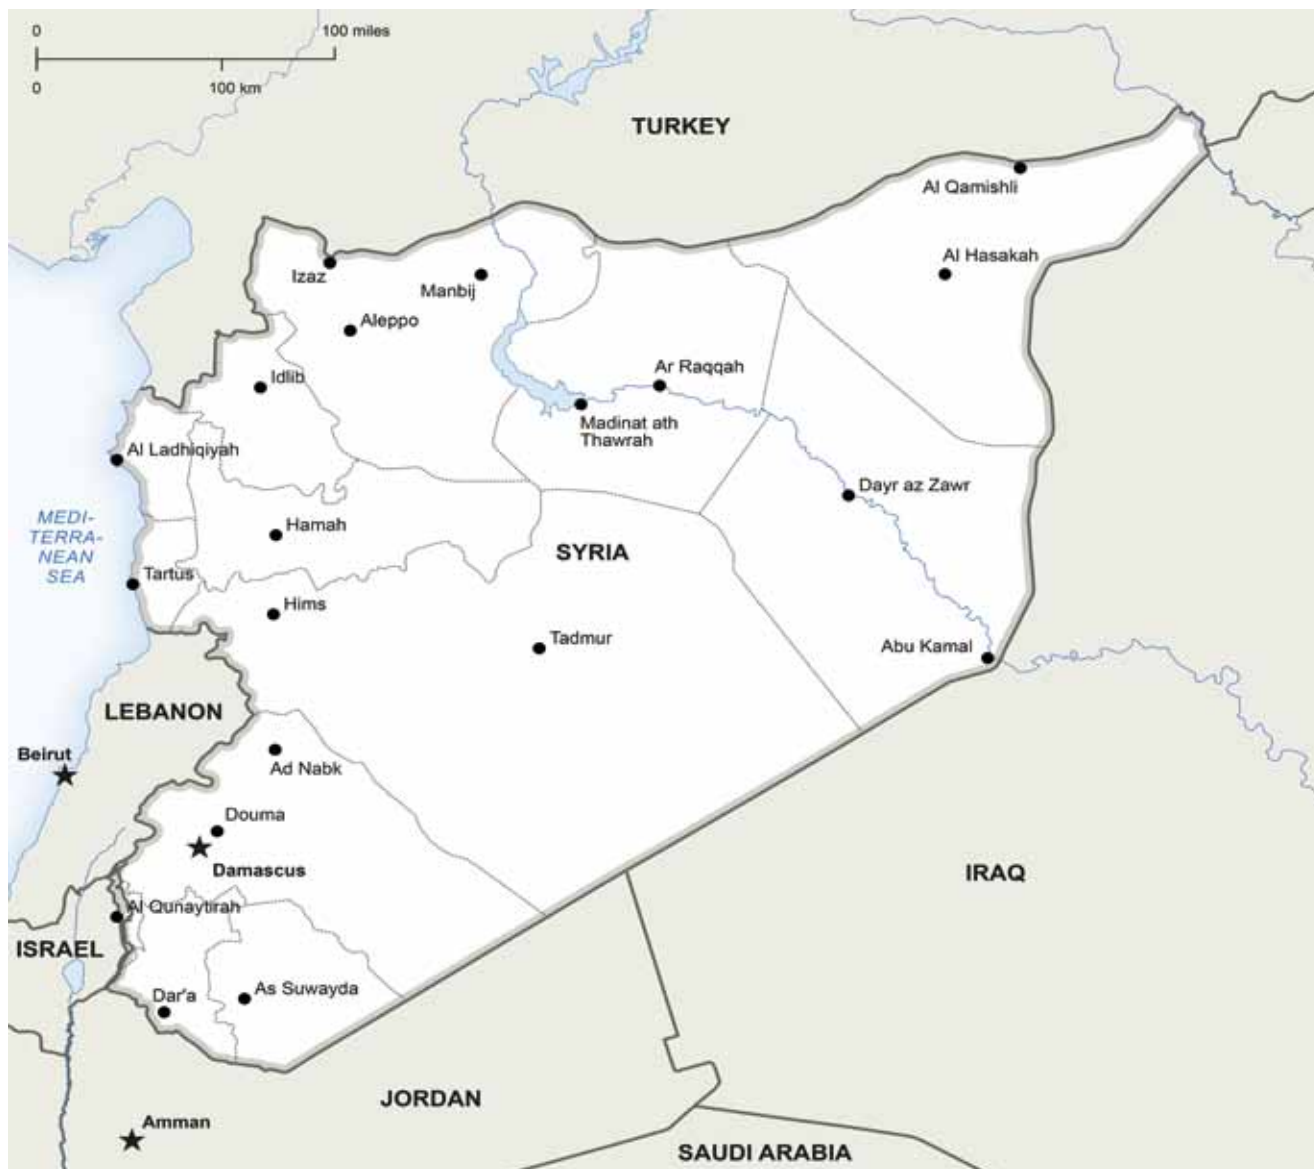 0 100 miles
0 100 km
TURKEY
Al Qamishli
Al Hasakah
Izaz
Manbij
Aleppo
Ar Raqqah
Idlib
Madinat ath
Thawrah
Al Ladhiqiyah
Dayr az Zawr
MEDI-
TERRA-
NEAN
SEA
Hamah
SYRIA
Tartus
Hims
Tadmur
Abu Kamal
LEBANON
Beirut
Ad Nabk
Douma
Damascus
IRAQ
Al Qunaytirah
ISRAEL
Dar'a
As Suwayda
JORDAN
Amman
SAUDI ARABIA